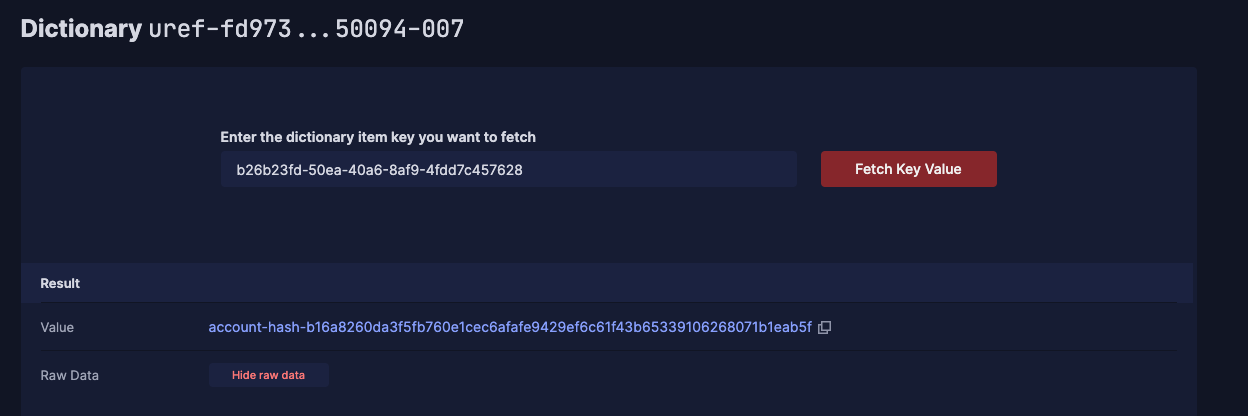 Dictionary uref-fd973...50094-007
Enter the dictionary item key you want to fetch
b26b23fd-50ea-40a6-8af9-4fdd7c457628
Fetch Key Value
Result
Value account-hash-b16a8260da3f5fb760e1cec6afafe9429ef6c61f43b65339106268071b1eab5f
Raw Data Hide raw data